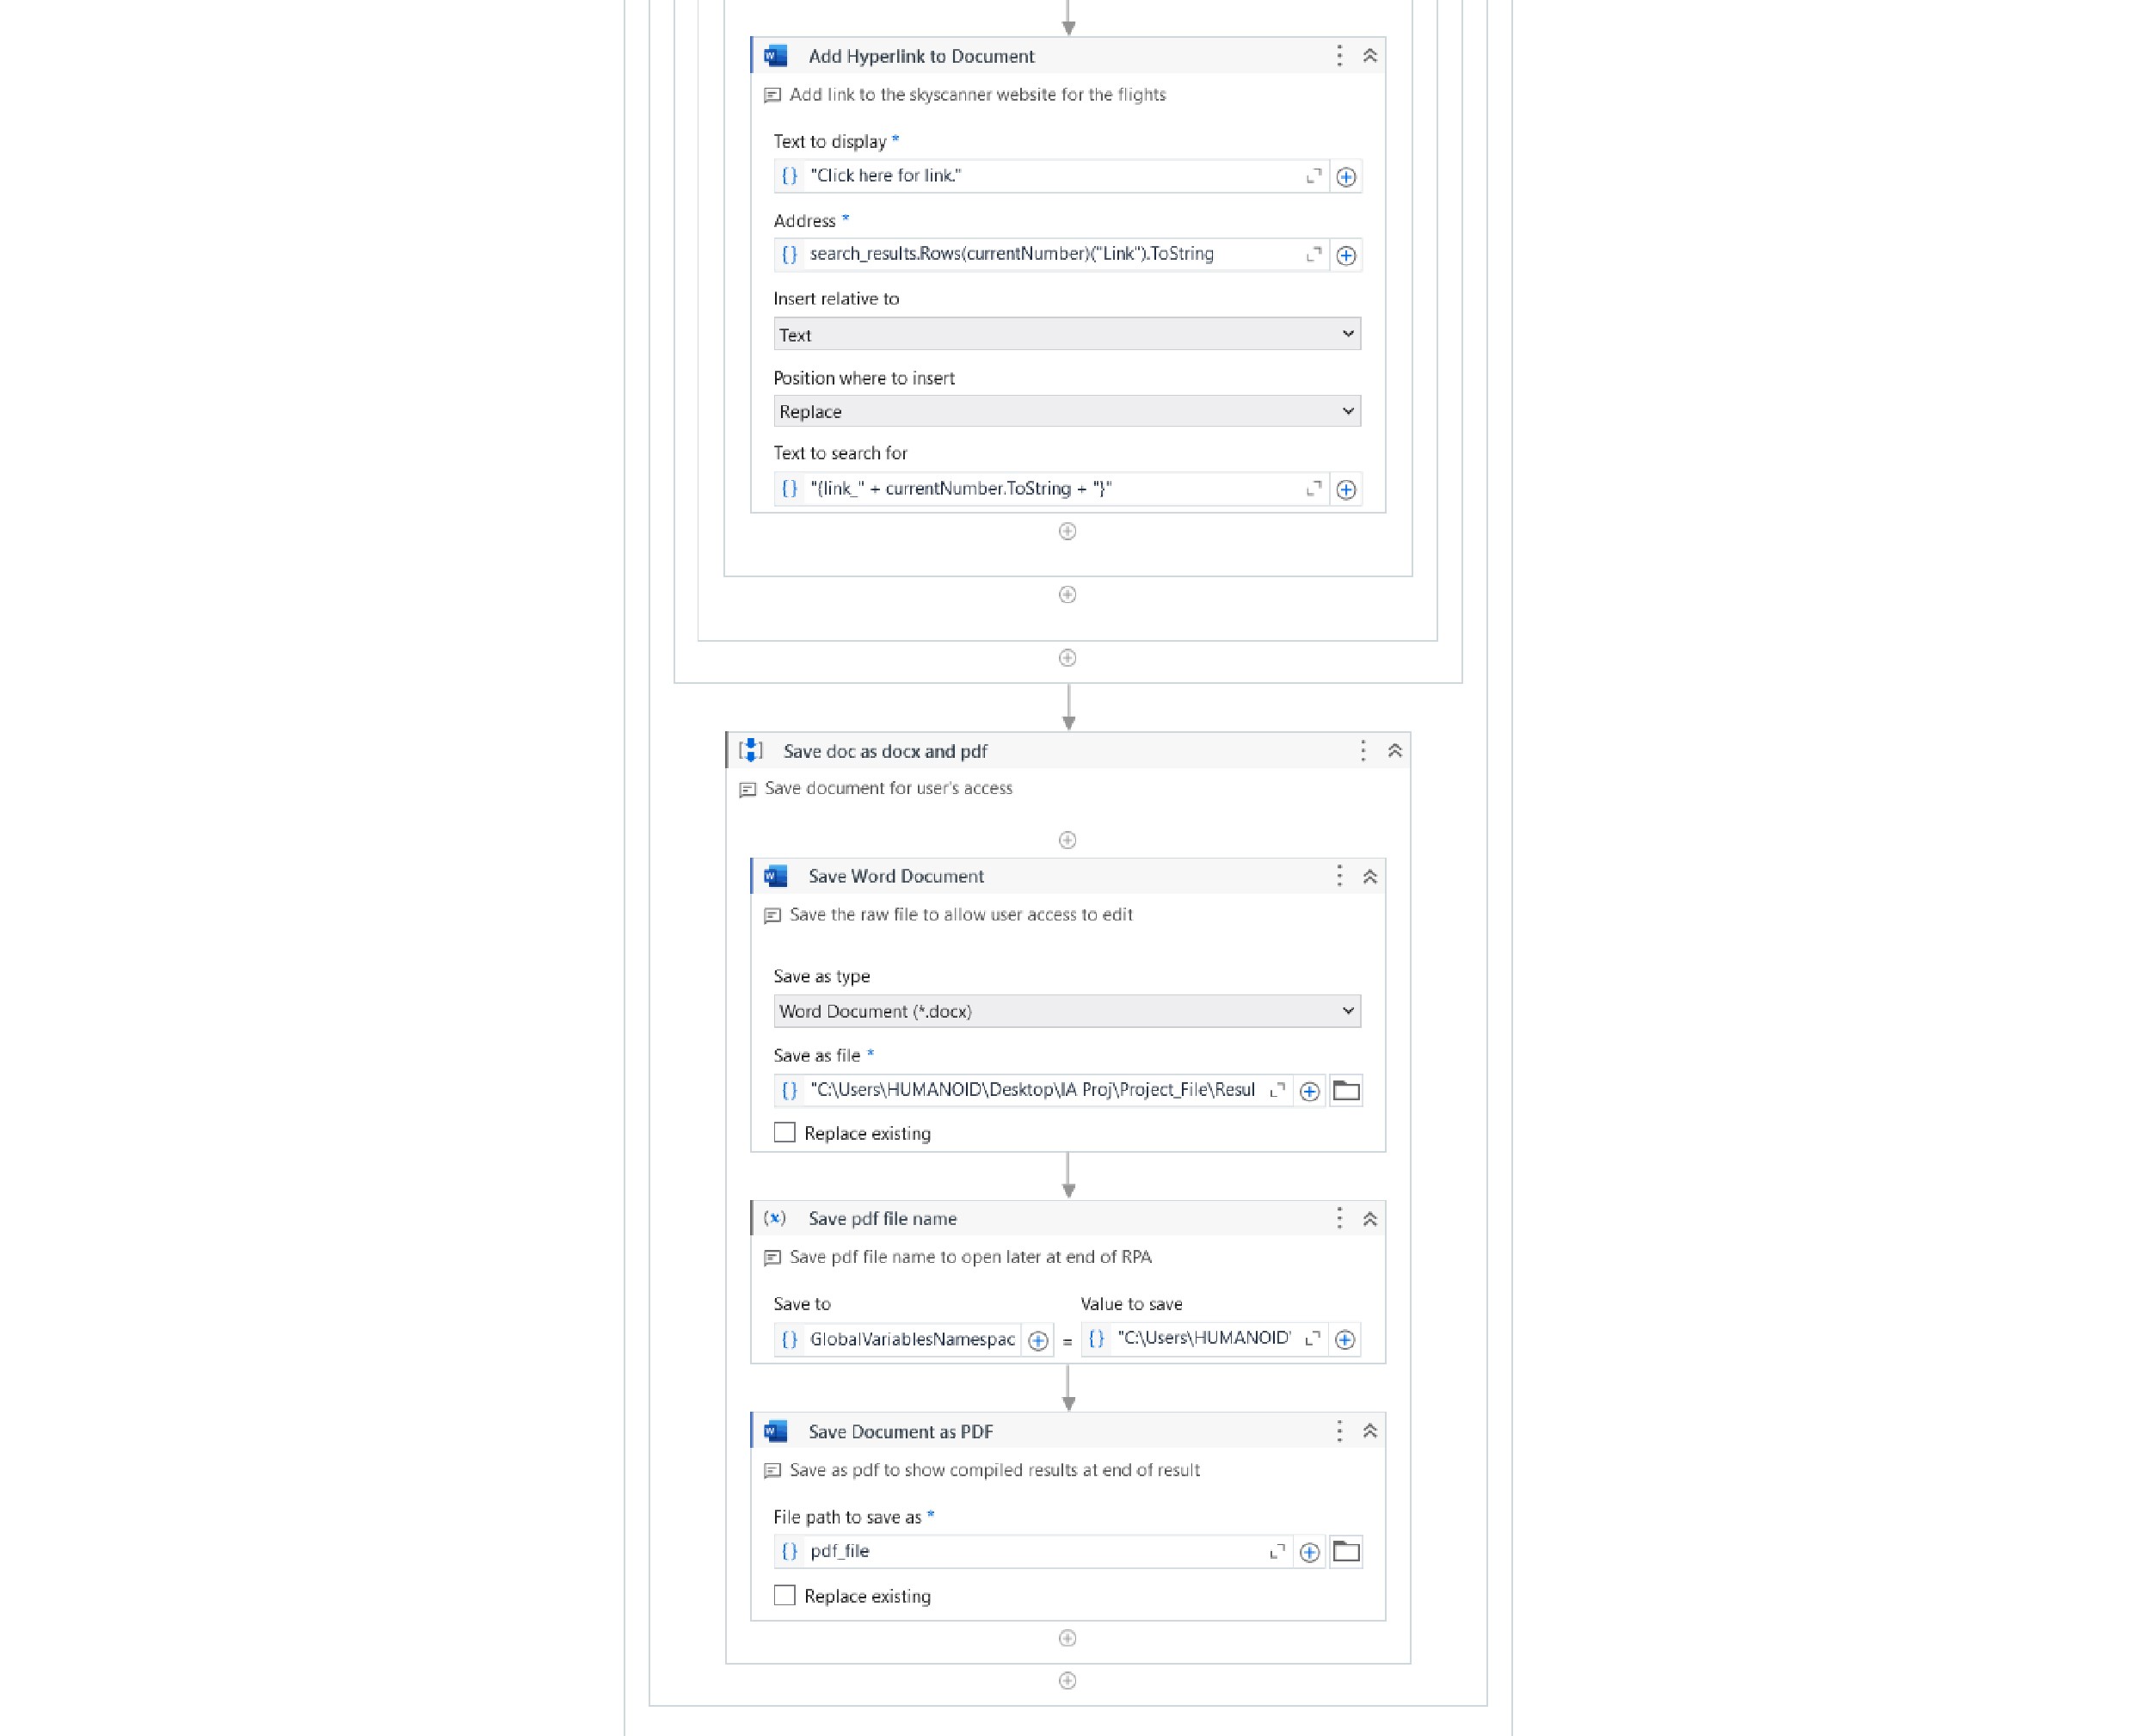 Add Hyperlink to Document
Add link to the skyscanner website for the flights
Text to display *
{} "Click here for link."
Address *
{} search_results.Rows(currentNumber)("Link").ToString
Insert relative to
Text
Position where to insert
Replace
Text to search for
{} "{link_" + currentNumber.ToString + "}"
Save doc as docx and pdf
Save document for user's access
Save Word Document
Save the raw file to allow user access to edit
Save as type
Word Document (*.docx)
Save as file *
{} "C:\Users\HUMANOID\Desktop\IA Proj\Project_File\Resul
Replace existing
(x) Save pdf file name
Save pdf file name to open later at end of RPA
Save to Value to save
{} GlobalVariablesNamespac = {} "C:\Users\HUMANOID'
Save Document as PDF
Save as pdf to show compiled results at end of result
File path to save as *
{} pdf_file
Replace existing